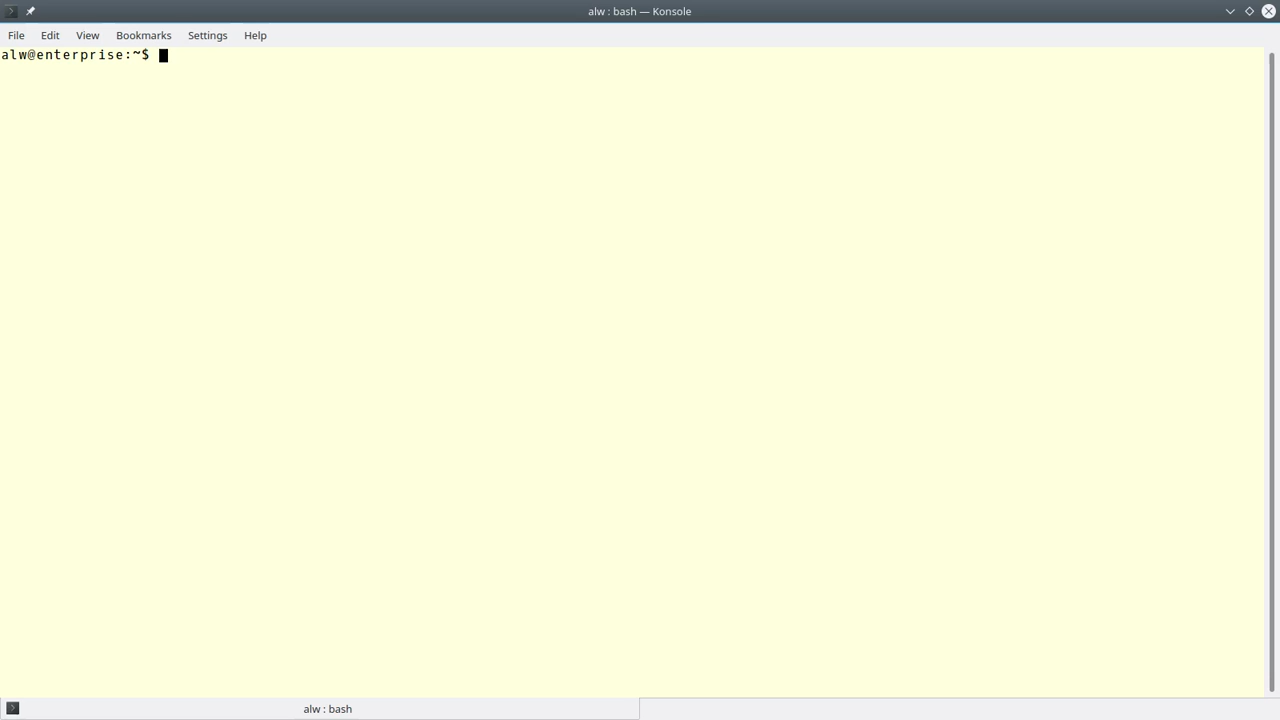 alw : bash — Konsole
File Edit View Bookmarks Settings Help
alw@enterprise:~$
alw : bash